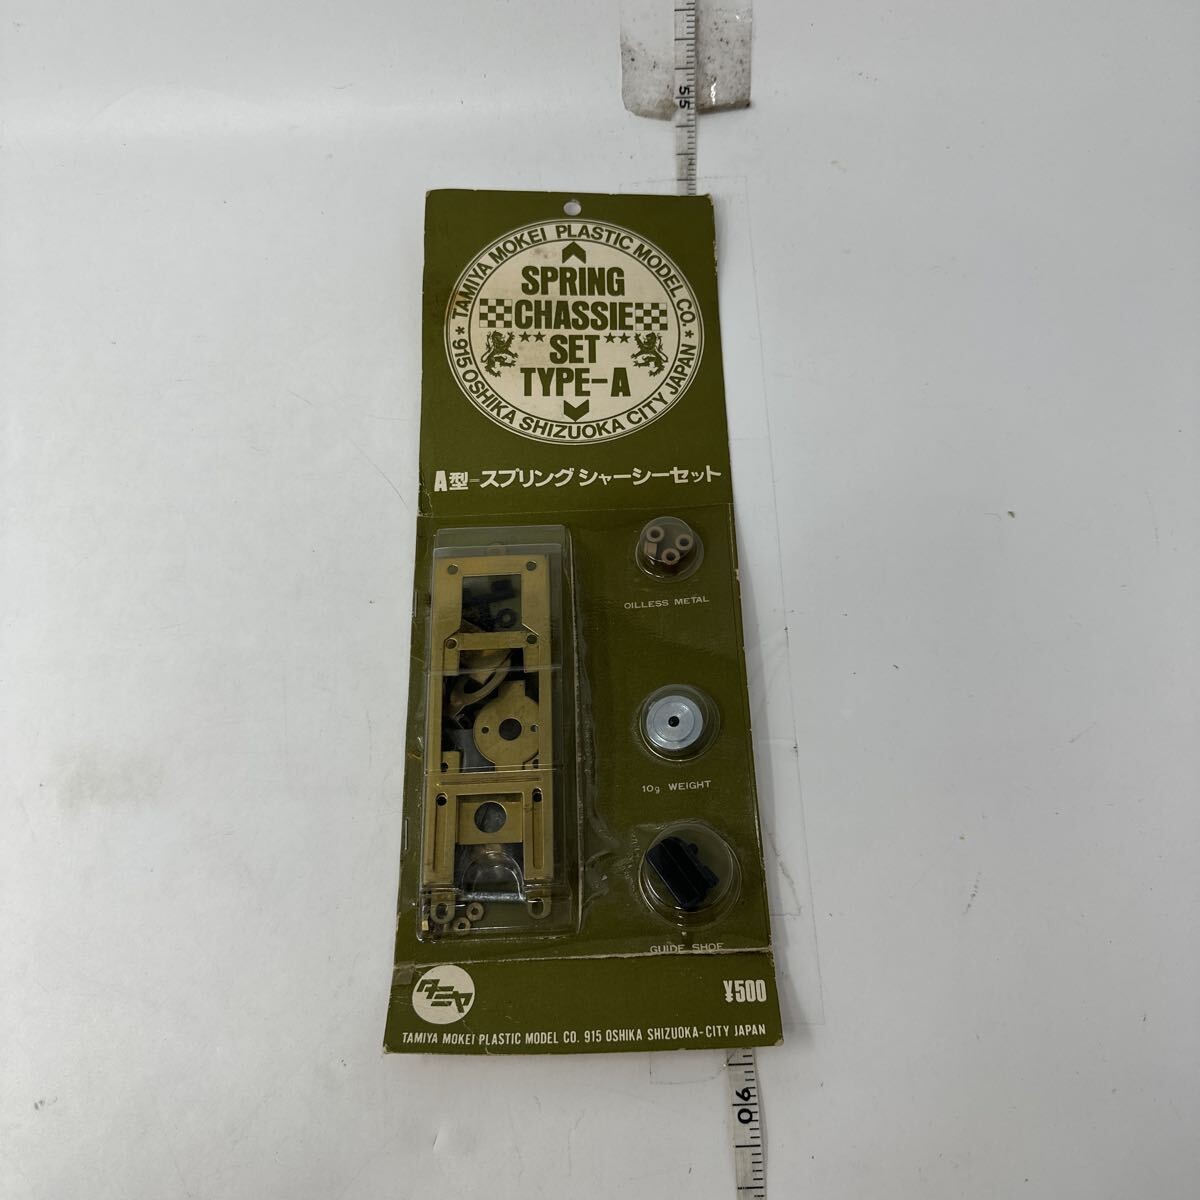 55
TAMIYA MOKEI PLASTIC MODEL CO.
* 915 OSHIKA SHIZUOKA CITY JAPAN *
SPRING
CHASSIE
SET
TYPE-A
A型-スプリングシャーシーセット
OILLESS METAL
10g WEIGHT
GUIDE SHOE
タミヤ
¥500
TAMIYA MOKEI PLASTIC MODEL CO. 915 OSHIKA SHIZUOKA-CITY JAPAN
90